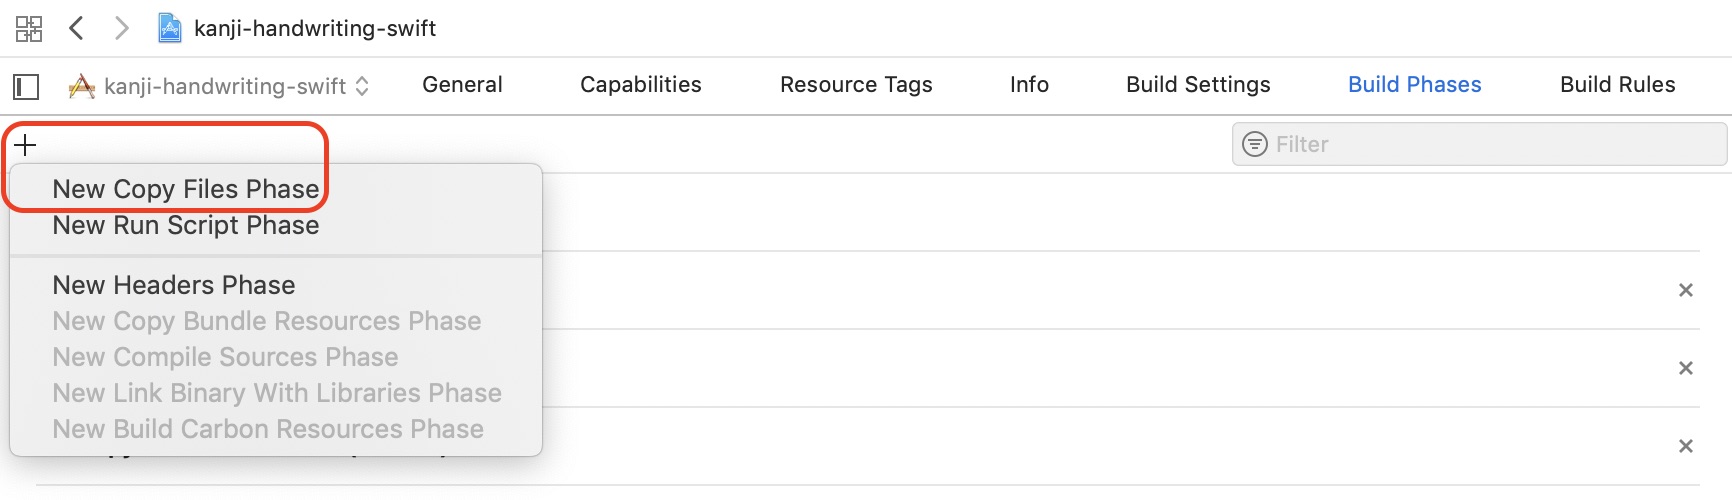 kanji-handwriting-swift
kanji-handwriting-swift General Capabilities Resource Tags Info Build Settings Build Phases Build Rules
Filter
New Copy Files Phase
New Run Script Phase
New Headers Phase
New Copy Bundle Resources Phase
New Compile Sources Phase
New Link Binary With Libraries Phase
New Build Carbon Resources Phase